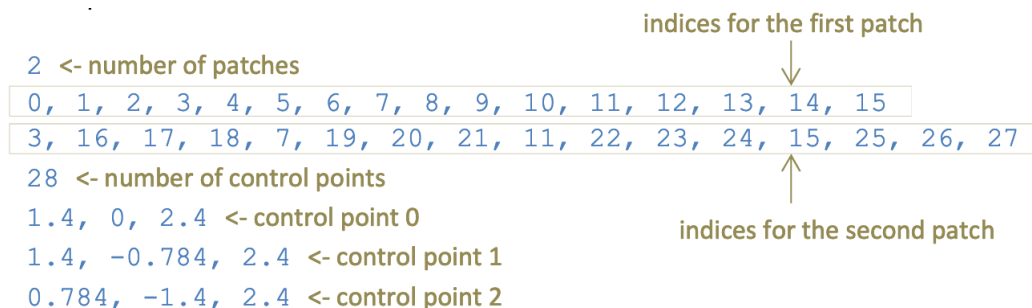 indices for the first patch
2 <- number of patches
0, 1, 2, 3, 4, 5, 6, 7, 8, 9, 10, 11, 12, 13, 14, 15
3, 16, 17, 18, 7, 19, 20, 21, 11, 22, 23, 24, 15, 25, 26, 27
28 <- number of control points
1.4, 0, 2.4 <- control point 0
indices for the second patch
1.4, -0.784, 2.4 <- control point 1
0.784, -1.4, 2.4 <- control point 2